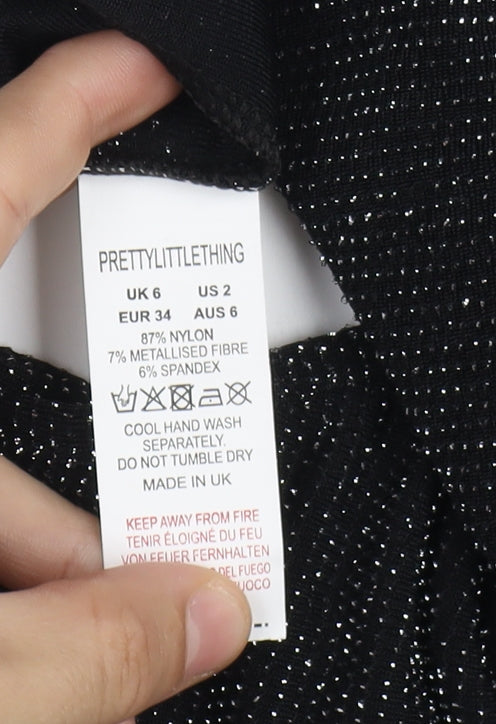 PRETTYLITTLETHING
UK 6 US 2
EUR 34 AUS 6
87% NYLON
7% METALLISED FIBRE
6% SPANDEX
COOL HAND WASH
SEPARATELY.
DO NOT TUMBLE DRY
MADE IN UK
KEEP AWAY FROM FIRE
TENIR ÉLOIGNÉ DU FEU
VON FEUER FERNHALTEN
DEL FUEGO